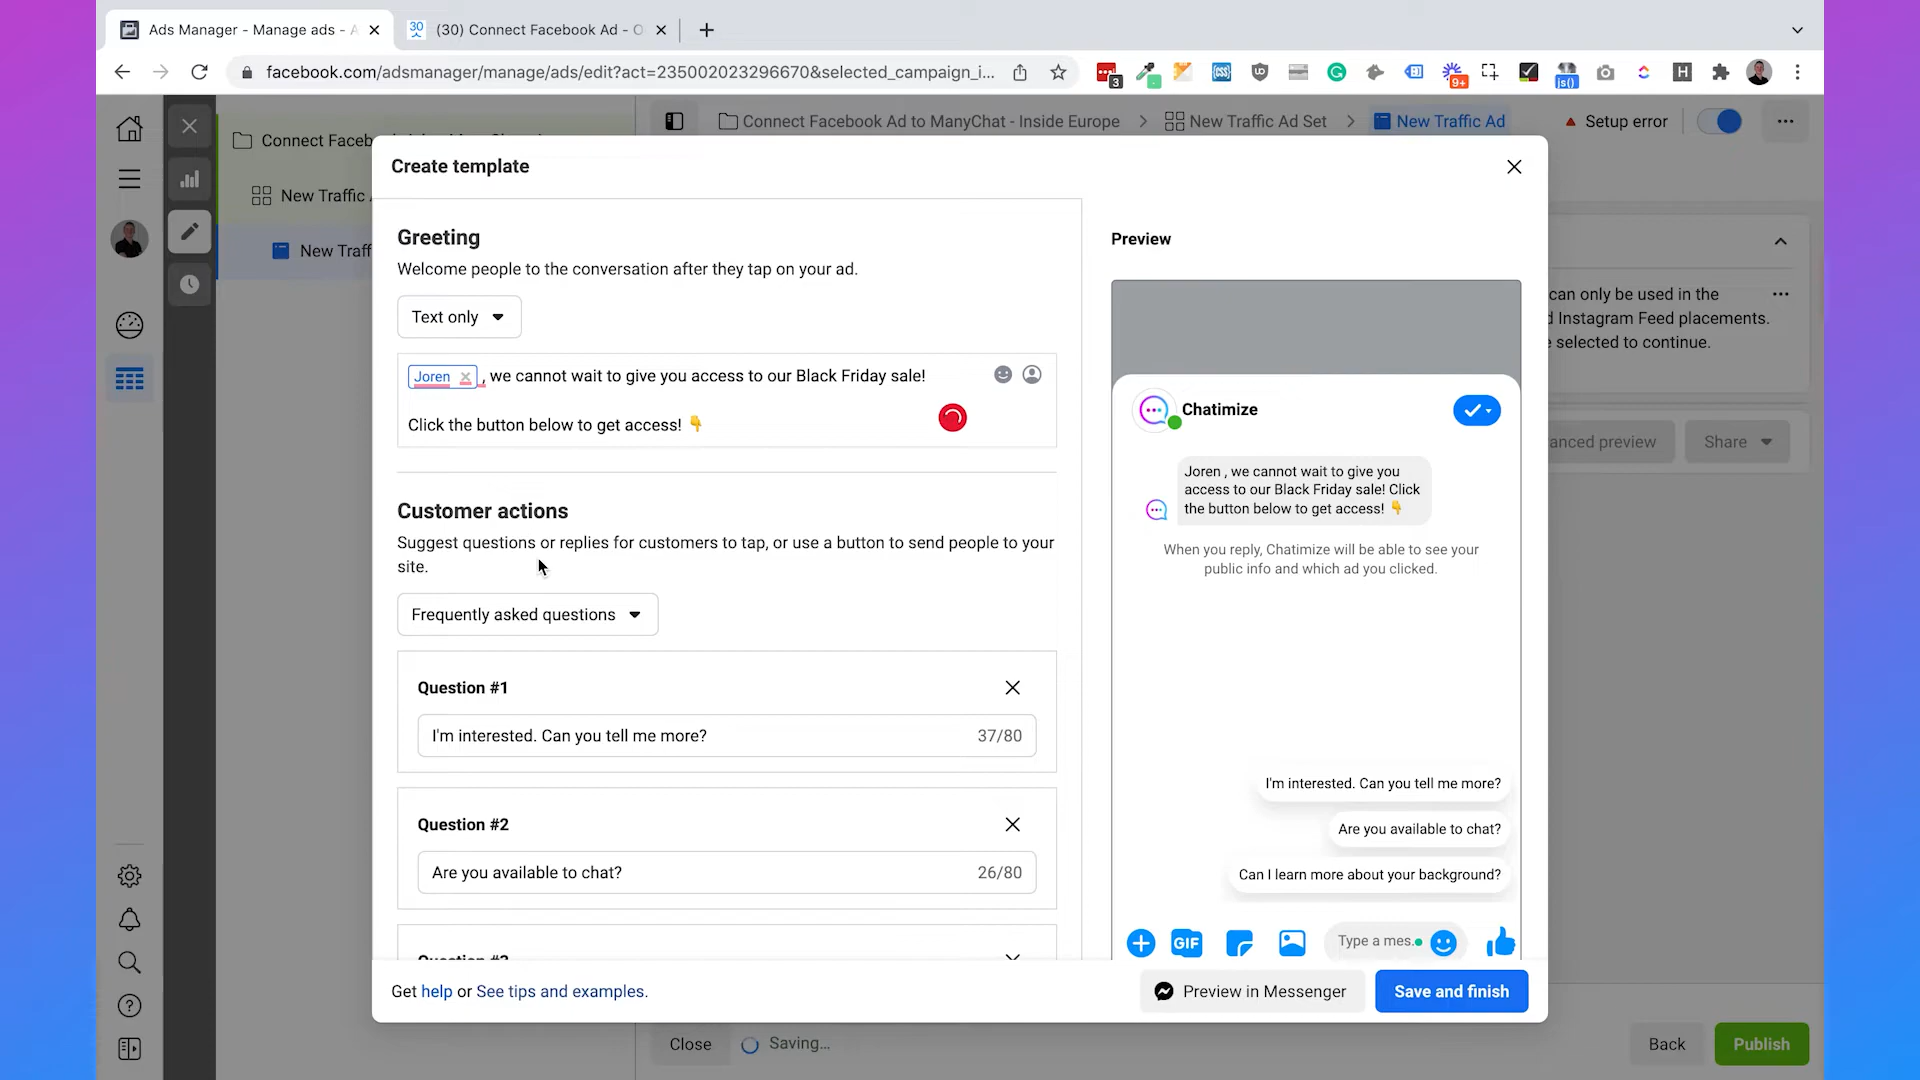 Ads Manager - Manage ads - A
(30) Connect Facebook Ad - O
30
facebook.com/adsmanager/manage/ads/edit?act=235002023296670&selected_campaign_i...
3
CSS
9+
js()
H
Connect Faceb
New Traffic
New Traff
Connect Facebook Ad to ManyChat - Inside Europe
New Traffic Ad Set
New Traffic Ad
Setup error
Create template
Greeting
Welcome people to the conversation after they tap on your ad.
Text only
Joren , we cannot wait to give you access to our Black Friday sale!
Click the button below to get access! 👇
Customer actions
Suggest questions or replies for customers to tap, or use a button to send people to your
site.
Frequently asked questions
Question #1
I'm interested. Can you tell me more? 37/80
Question #2
Are you available to chat? 26/80
Question #3
Get help or See tips and examples.
Preview
Chatimize
Joren , we cannot wait to give you
access to our Black Friday sale! Click
the button below to get access! 👇
When you reply, Chatimize will be able to see your
public info and which ad you clicked.
I'm interested. Can you tell me more?
Are you available to chat?
Can I learn more about your background?
GIF
Type a mes.
Preview in Messenger
Save and finish
can only be used in the
d Instagram Feed placements.
e selected to continue.
anced preview
Share
Close
Saving...
Back
Publish